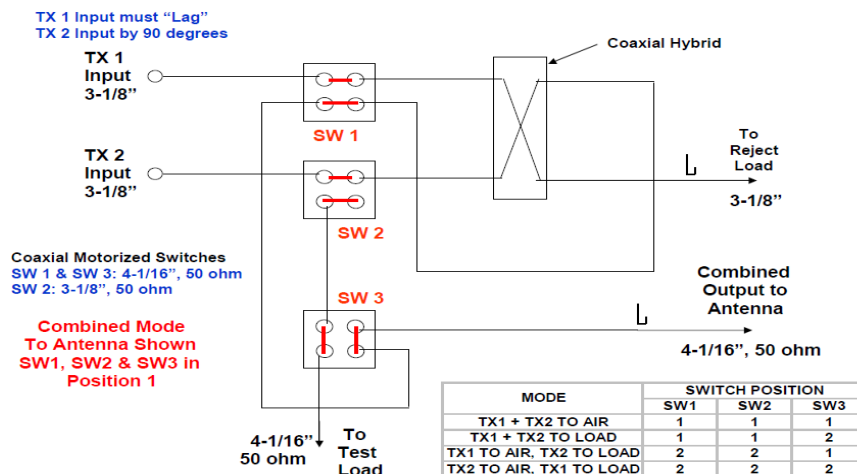 TX 1 Input must “Lag”
TX 2 Input by 90 degrees
TX 1
Input
3-1/8”
Coaxial Hybrid
SW 1
To
Reject
Load
3-1/8”
TX 2
Input
3-1/8”
SW 2
Coaxial Motorized Switches
SW 1 & SW 3: 4-1/16”, 50 ohm
SW 2: 3-1/8”, 50 ohm
SW 3
Combined
Output to
Antenna
4-1/16”, 50 ohm
Combined Mode
To Antenna Shown
SW1, SW2 & SW3 in
Position 1
4-1/16”
50 ohm
To
Test
Load
MODE SWITCH POSITION
SW1 SW2 SW3
TX1 + TX2 TO AIR 1 1 1
TX1 + TX2 TO LOAD 1 1 2
TX1 TO AIR, TX2 TO LOAD 2 2 1
TX2 TO AIR, TX1 TO LOAD 2 2 2